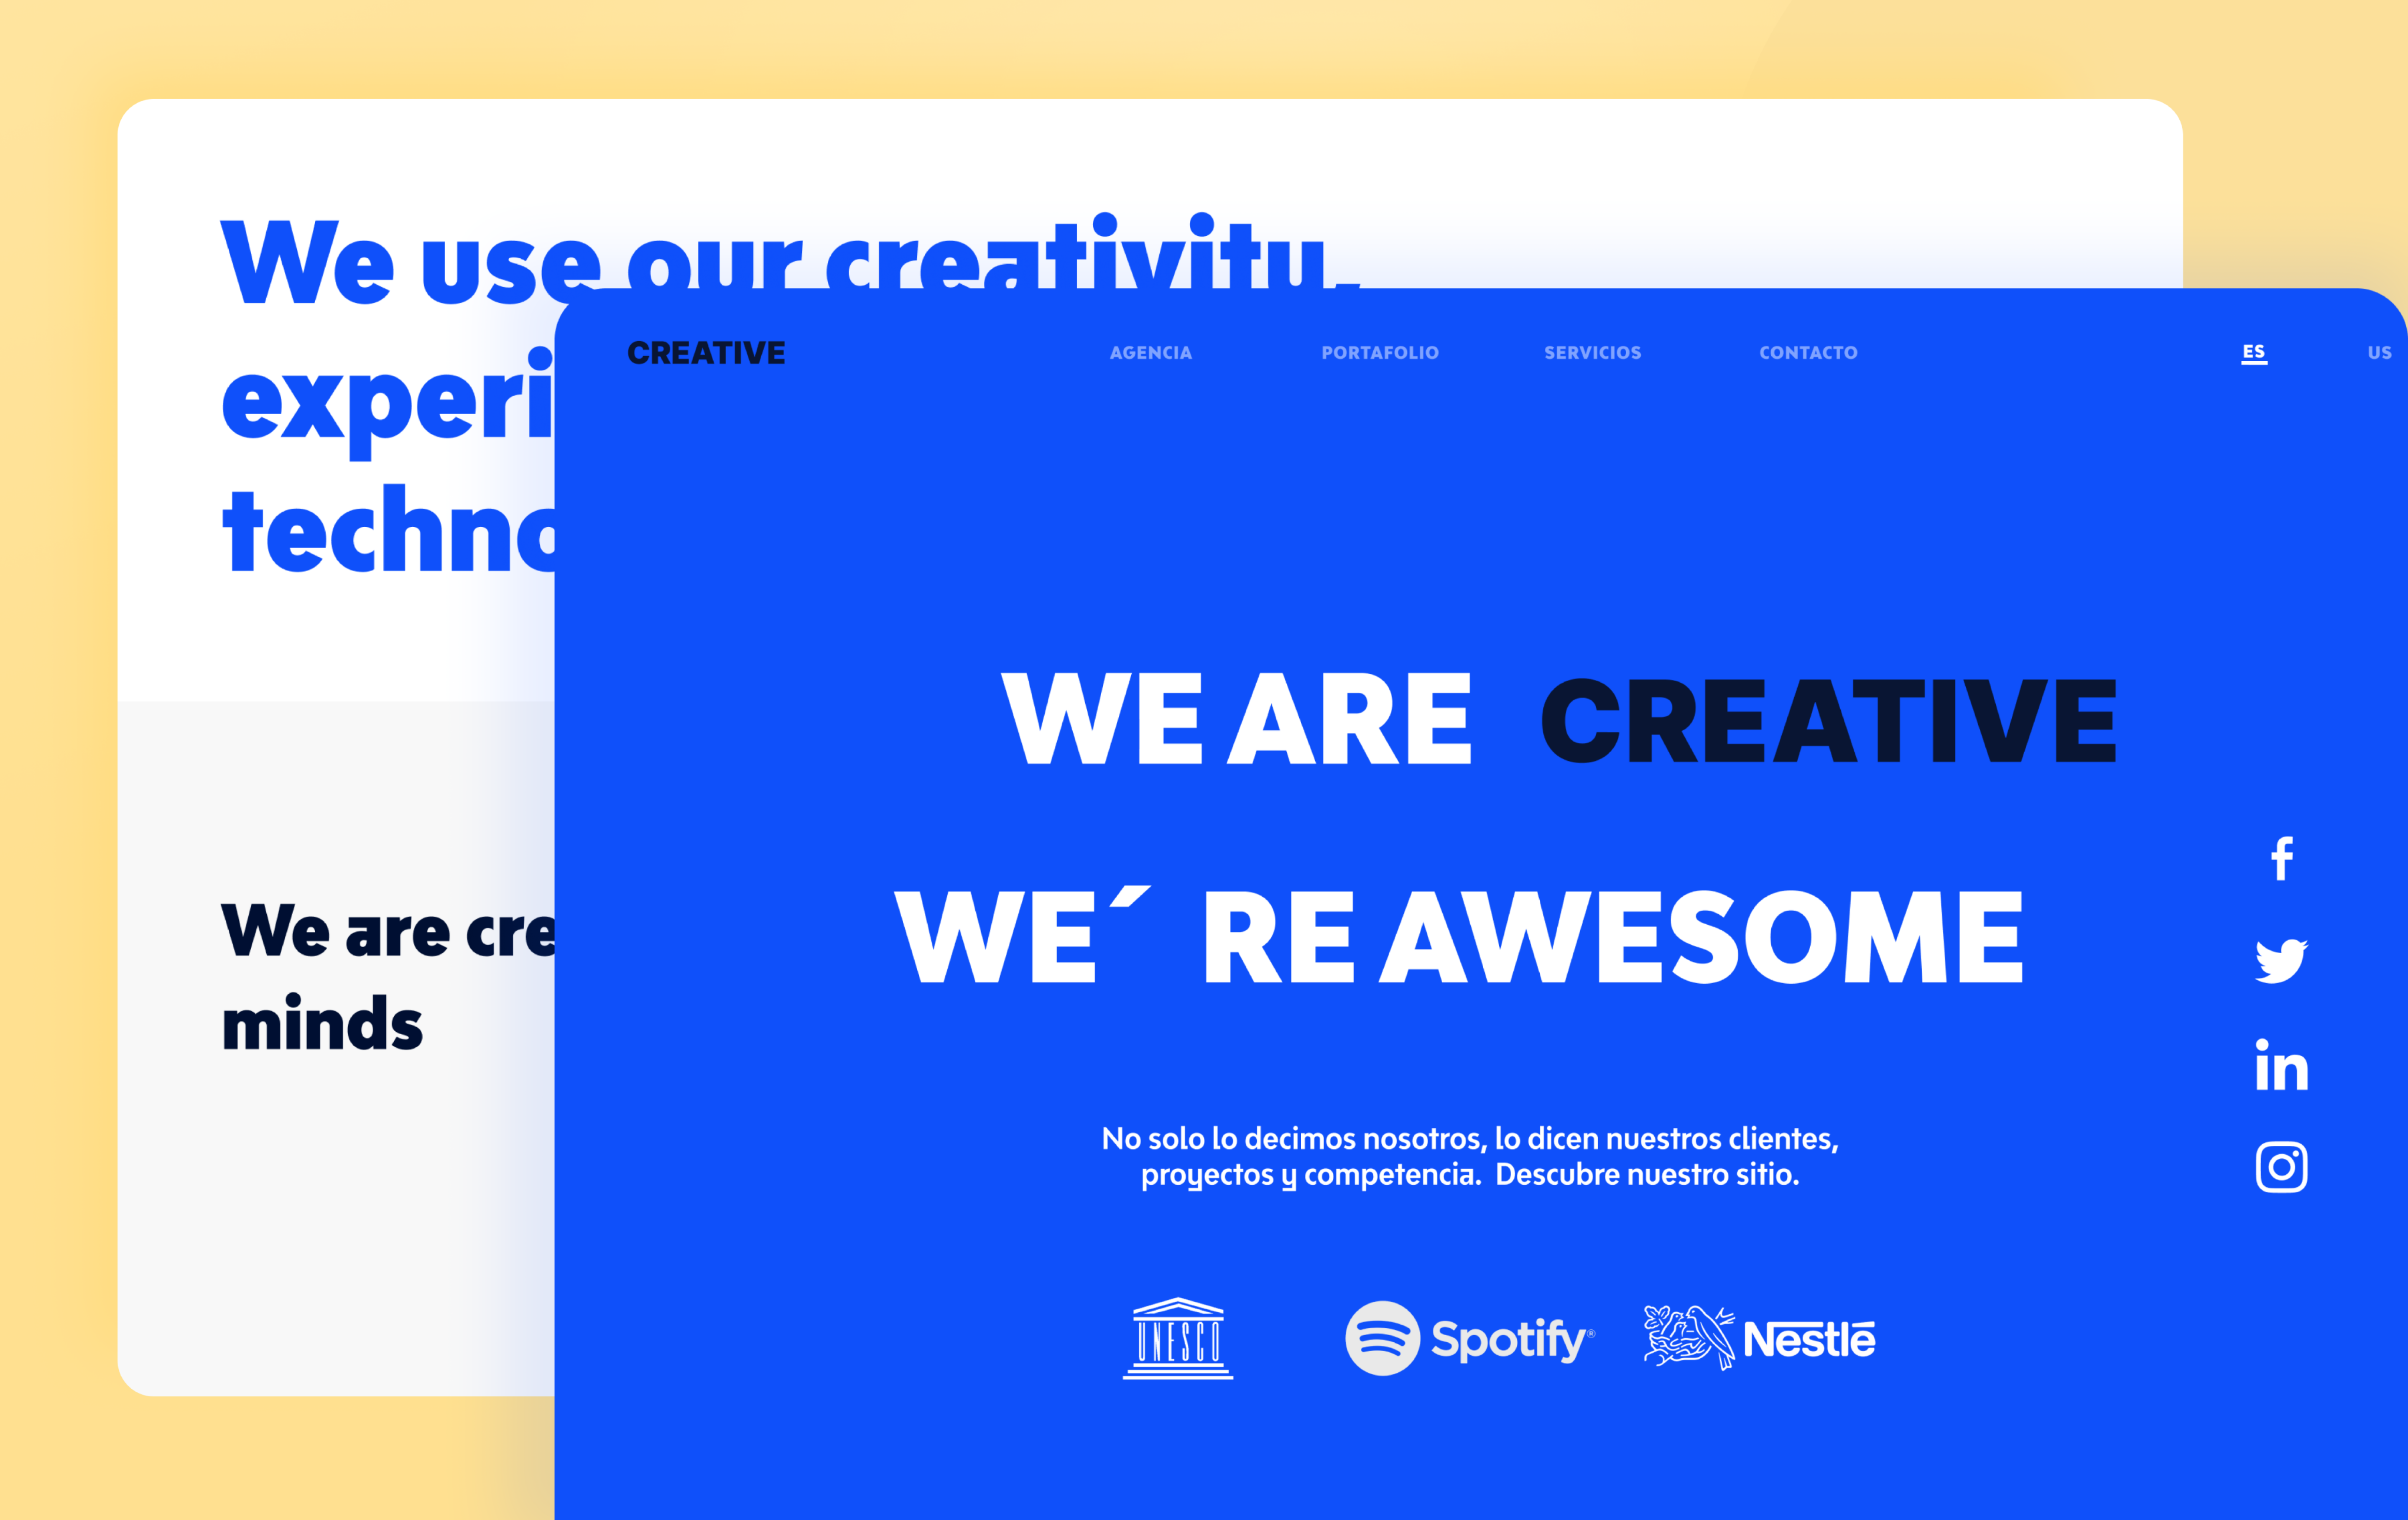 We use our creativity,
experi
techno
We are cre
minds
CREATIVE
AGENCIA PORTAFOLIO SERVICIOS CONTACTO ES US
WE ARE CREATIVE
WE´ RE AWESOME
No solo lo decimos nosotros, lo dicen nuestros clientes,
proyectos y competencia. Descubre nuestro sitio.
in
UNESCO Spotify® Nestlé